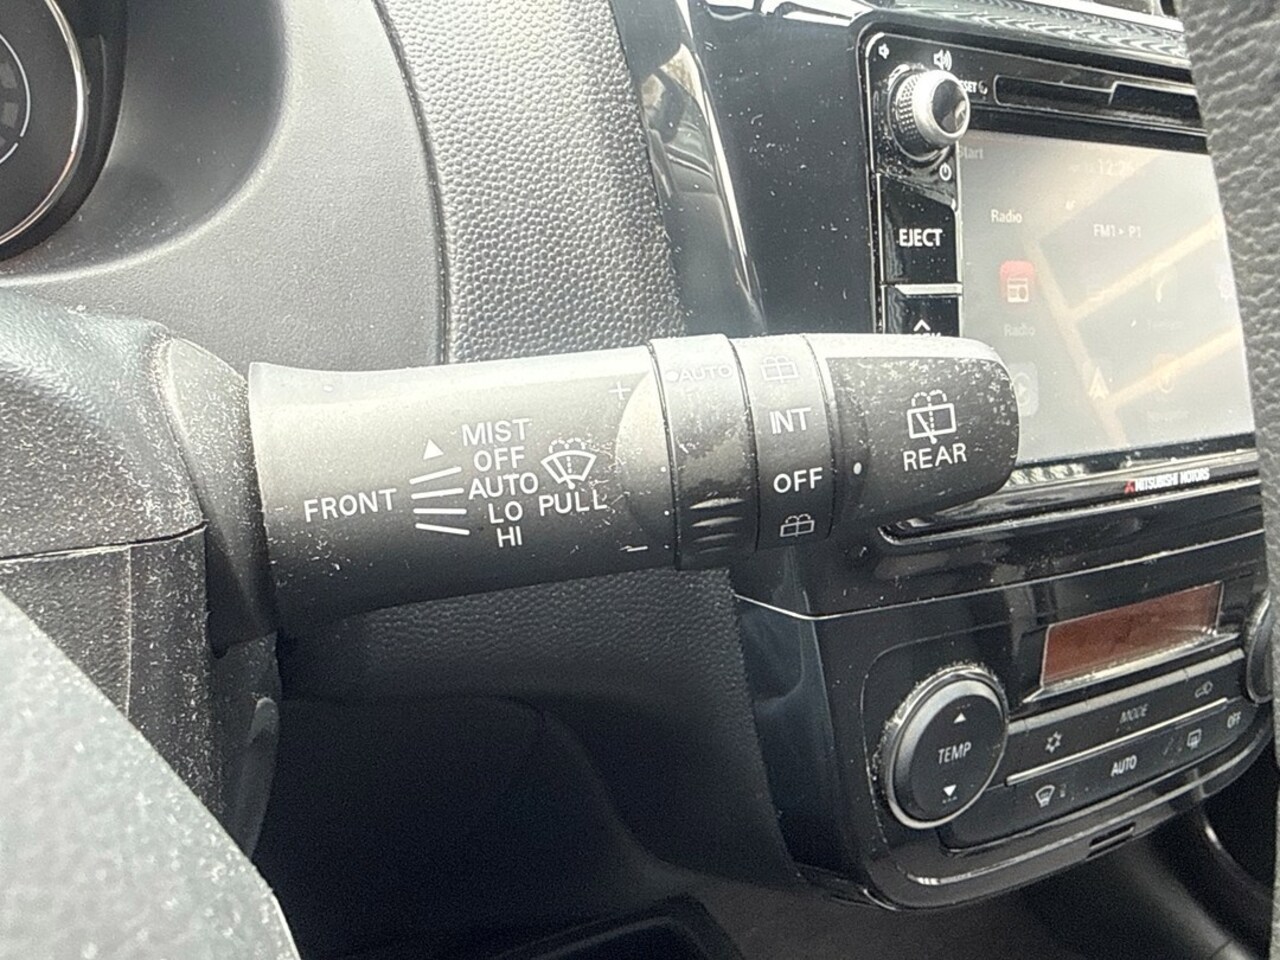 EJECT
Radio
FM1 P1
Radio
FRONT
MIST
OFF
AUTO
LO
HI
PULL
+
AUTO
−
INT
OFF
REAR
MITSUBISHI MOTORS
TEMP
MODE
AUTO
OFF